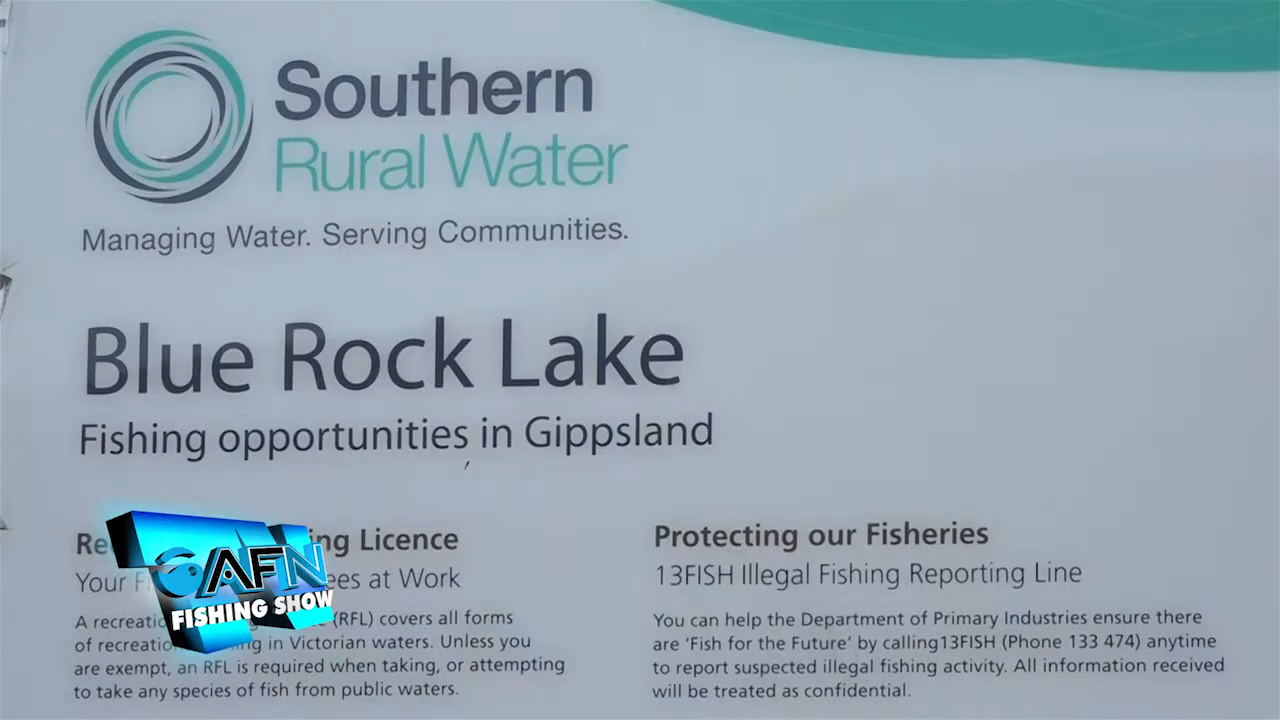 Southern
Rural Water
Managing Water. Serving Communities.
Blue Rock Lake
Fishing opportunities in Gippsland
Re ing Licence
Your F ees at Work
A recreatio (RFL) covers all forms
of recreatio ng in Victorian waters. Unless you
are exempt, an RFL is required when taking, or attempting
to take any species of fish from public waters.
AFN
FISHING SHOW
Protecting our Fisheries
13FISH Illegal Fishing Reporting Line
You can help the Department of Primary Industries ensure there
are ‘Fish for the Future’ by calling13FISH (Phone 133 474) anytime
to report suspected illegal fishing activity. All information received
will be treated as confidential.